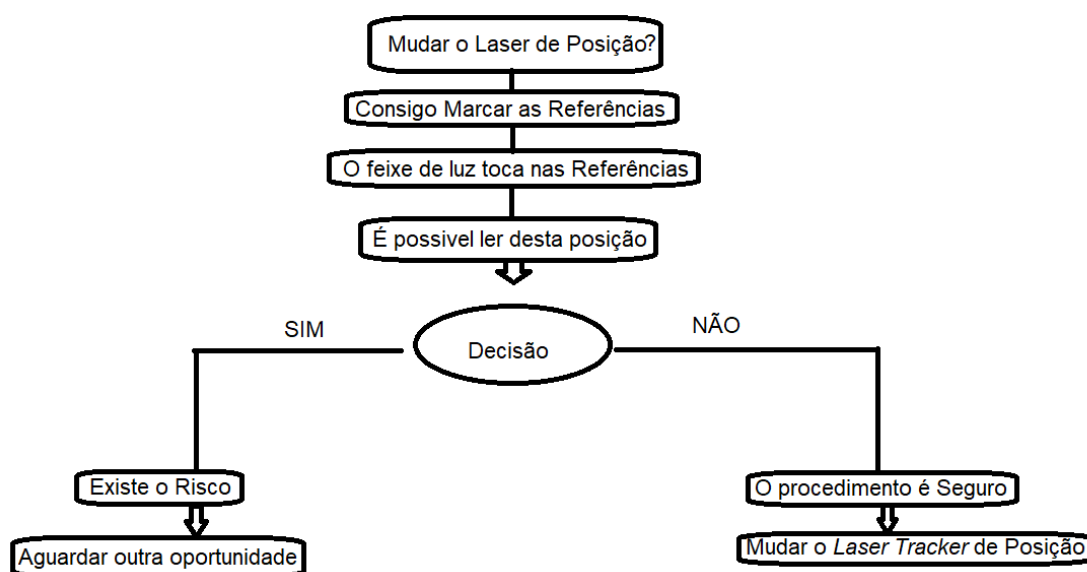 Mudar o Laser de Posição?
Consigo Marcar as Referências
O feixe de luz toca nas Referências
É possivel ler desta posição
SIM
NÃO
Decisão
Existe o Risco
O procedimento é Seguro
Aguardar outra oportunidade
Mudar o Laser Tracker de Posição